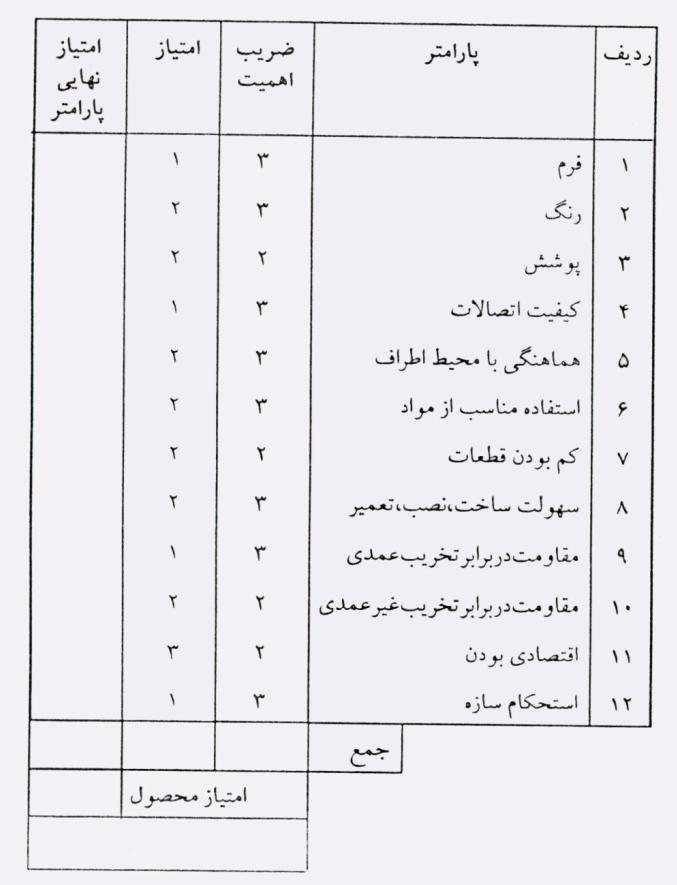 ردیف پارامتر ضریب اهمیت امتیاز امتیاز نهایی پارامتر
۱ فرم ۳ ۱
۲ رنگ ۳ ۲
۳ پوشش ۲ ۲
۴ کیفیت اتصالات ۳ ۱
۵ هماهنگی با محیط اطراف ۳ ۲
۶ استفاده مناسب از مواد ۳ ۲
۷ کم بودن قطعات ۲ ۲
۸ سهولت ساخت،نصب،تعمیر ۳ ۲
۹ مقاومت‌دربرابر تخریب‌عمدی ۳ ۱
۱۰ مقاومت‌دربرابر تخریب‌غیرعمدی ۲ ۲
۱۱ اقتصادی بودن ۲ ۳
۱۲ استحکام سازه ۳ ۱
جمع
امتیاز محصول